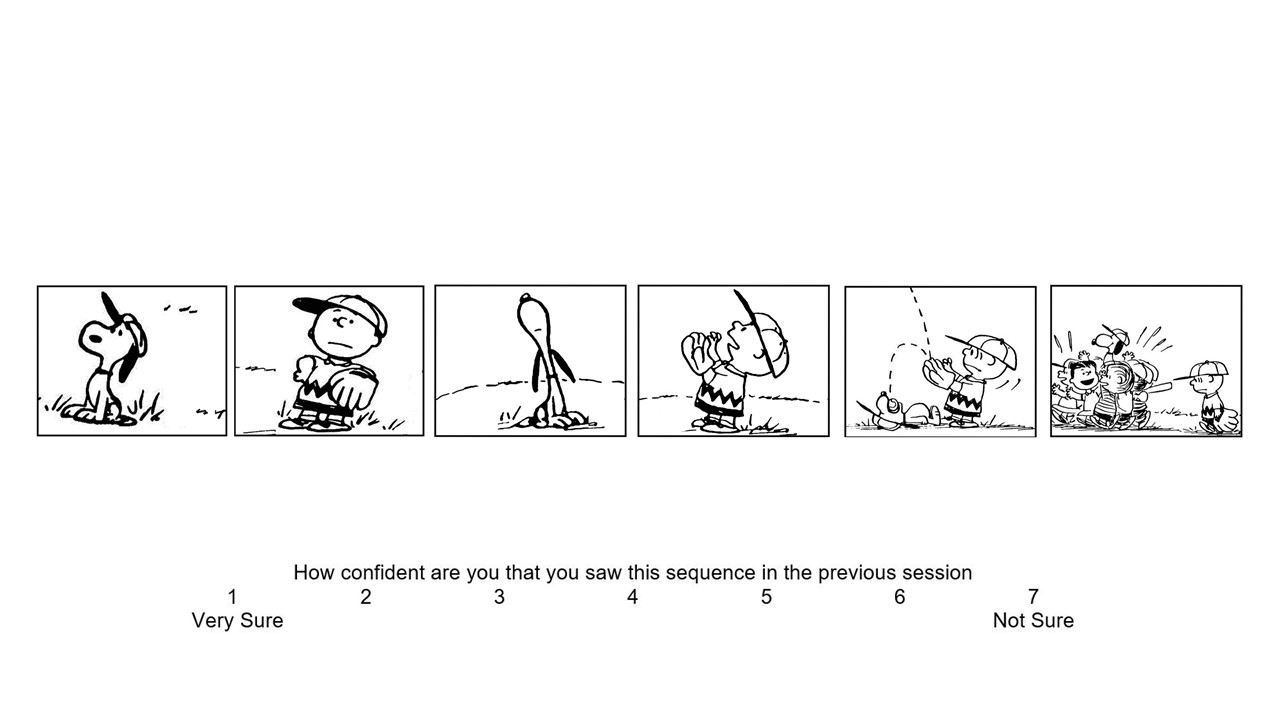 How confident are you that you saw this sequence in the previous session
1 2 3 4 5 6 7
Very Sure Not Sure